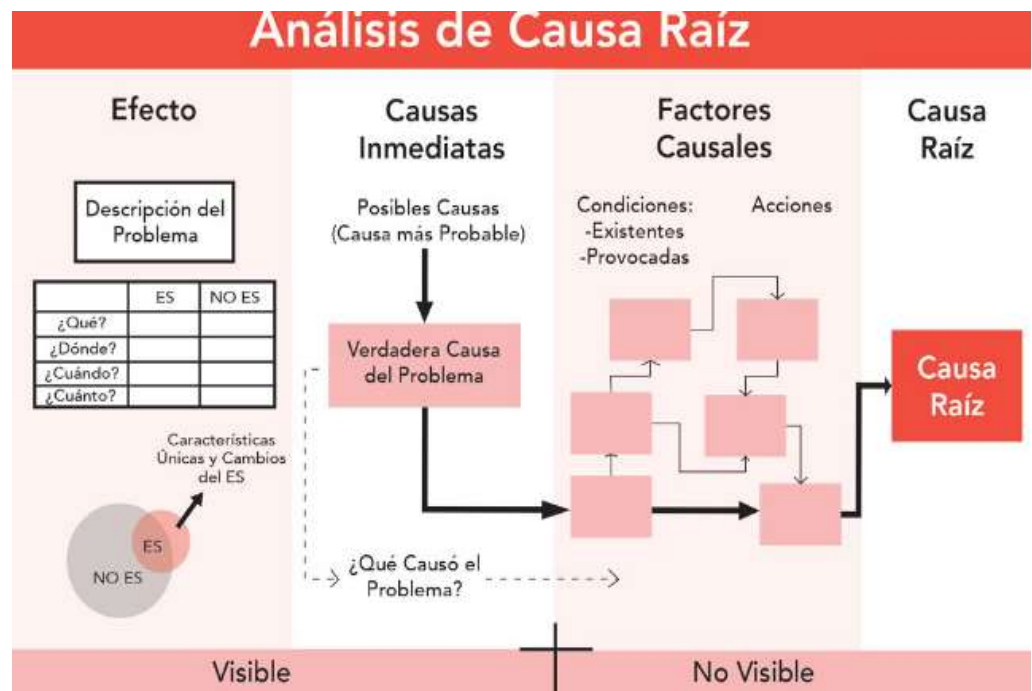 Análisis de Causa Raíz
Efecto
Descripción del
Problema
ES NO ES
¿Qué?
¿Dónde?
¿Cuándo?
¿Cuánto?
Características
Únicas y Cambios
del ES
ES
NO ES
Causas
Inmediatas
Posibles Causas
(Causa más Probable)
Verdadera Causa
del Problema
¿Qué Causó el
Problema?
Factores
Causales
Condiciones:
-Existentes
-Provocadas
Acciones
Causa
Raíz
Causa
Raíz
Visible
No Visible